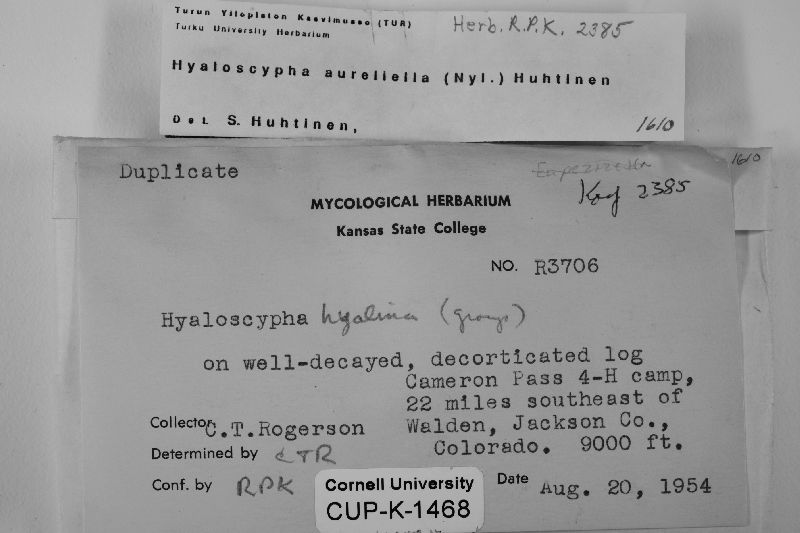 Turun Yliopiston Kasvimuseo (TUR)
Turku University Herbarium
Herb. R.P.K. 2385
Hyaloscypha aureliella (Nyl.) Huhtinen
Det. S. Huhtinen,
1610
1610
Duplicate
Kog 2385
MYCOLOGICAL HERBARIUM
Kansas State College
NO. R3706
Hyaloscypha hyalina (group)
on well-decayed, decorticated log
Cameron Pass 4-H camp,
22 miles southeast of
Collector C.T.Rogerson Walden, Jackson Co.,
Colorado. 9000 ft.
Determined by CTR
Conf. by RPK
Date Aug. 20, 1954
Cornell University
CUP-K-1468